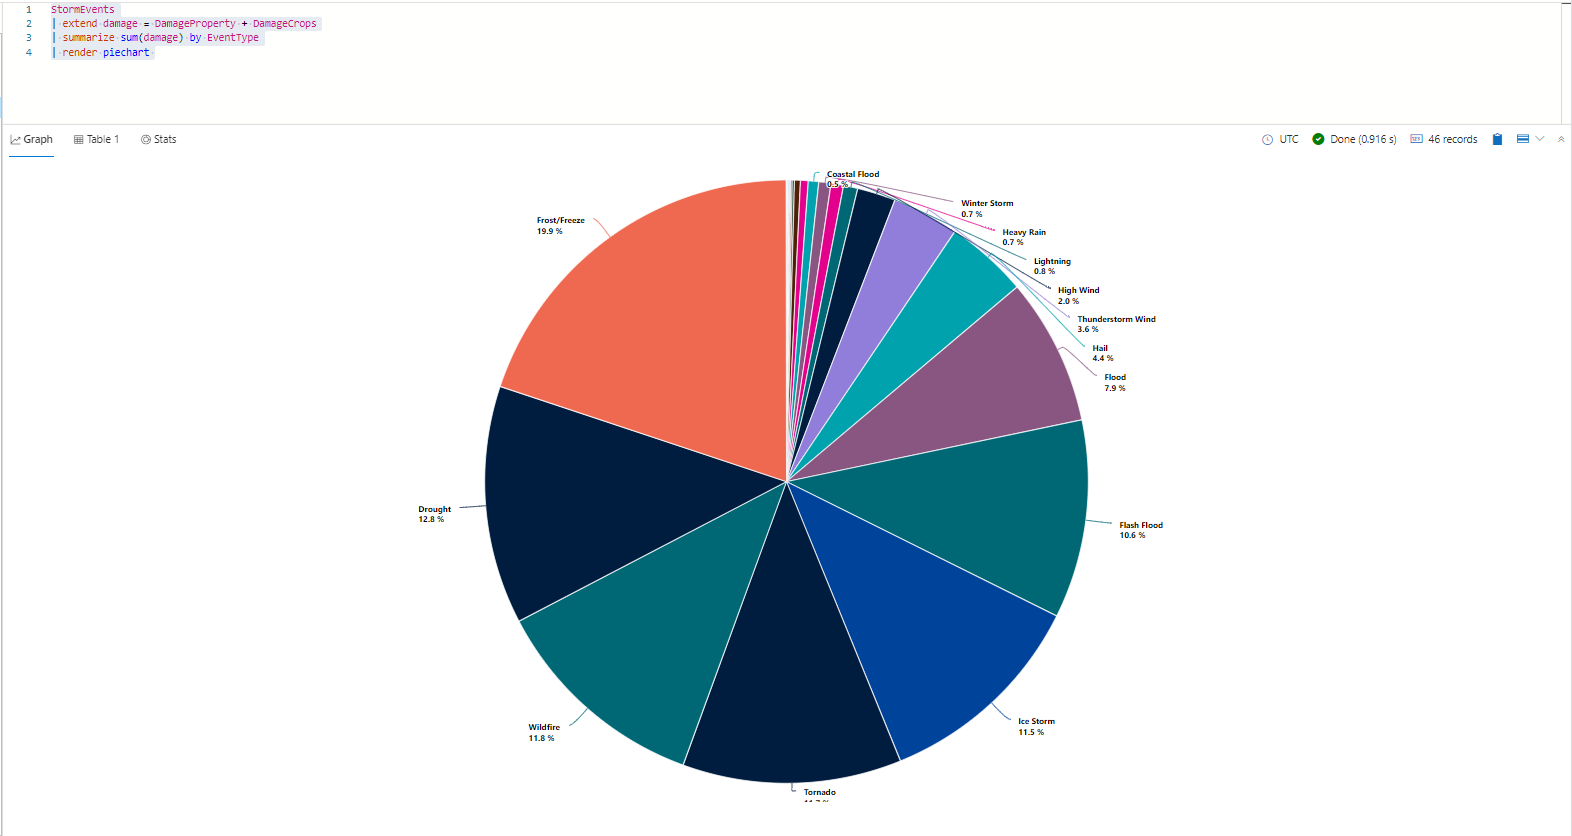 1 StormEvents
2 | extend damage = DamageProperty + DamageCrops
3 | summarize sum(damage) by EventType
4 | render piechart
Graph Table 1 Stats UTC Done (0.916 s) 46 records
Coastal Flood
0.5 %
Winter Storm
0.7 %
Heavy Rain
0.7 %
Lightning
0.8 %
High Wind
2.0 %
Thunderstorm Wind
3.6 %
Hail
4.4 %
Flood
7.9 %
Frost/Freeze
19.9 %
Drought
12.8 %
Flash Flood
10.6 %
Wildfire
11.8 %
Ice Storm
11.5 %
Tornado